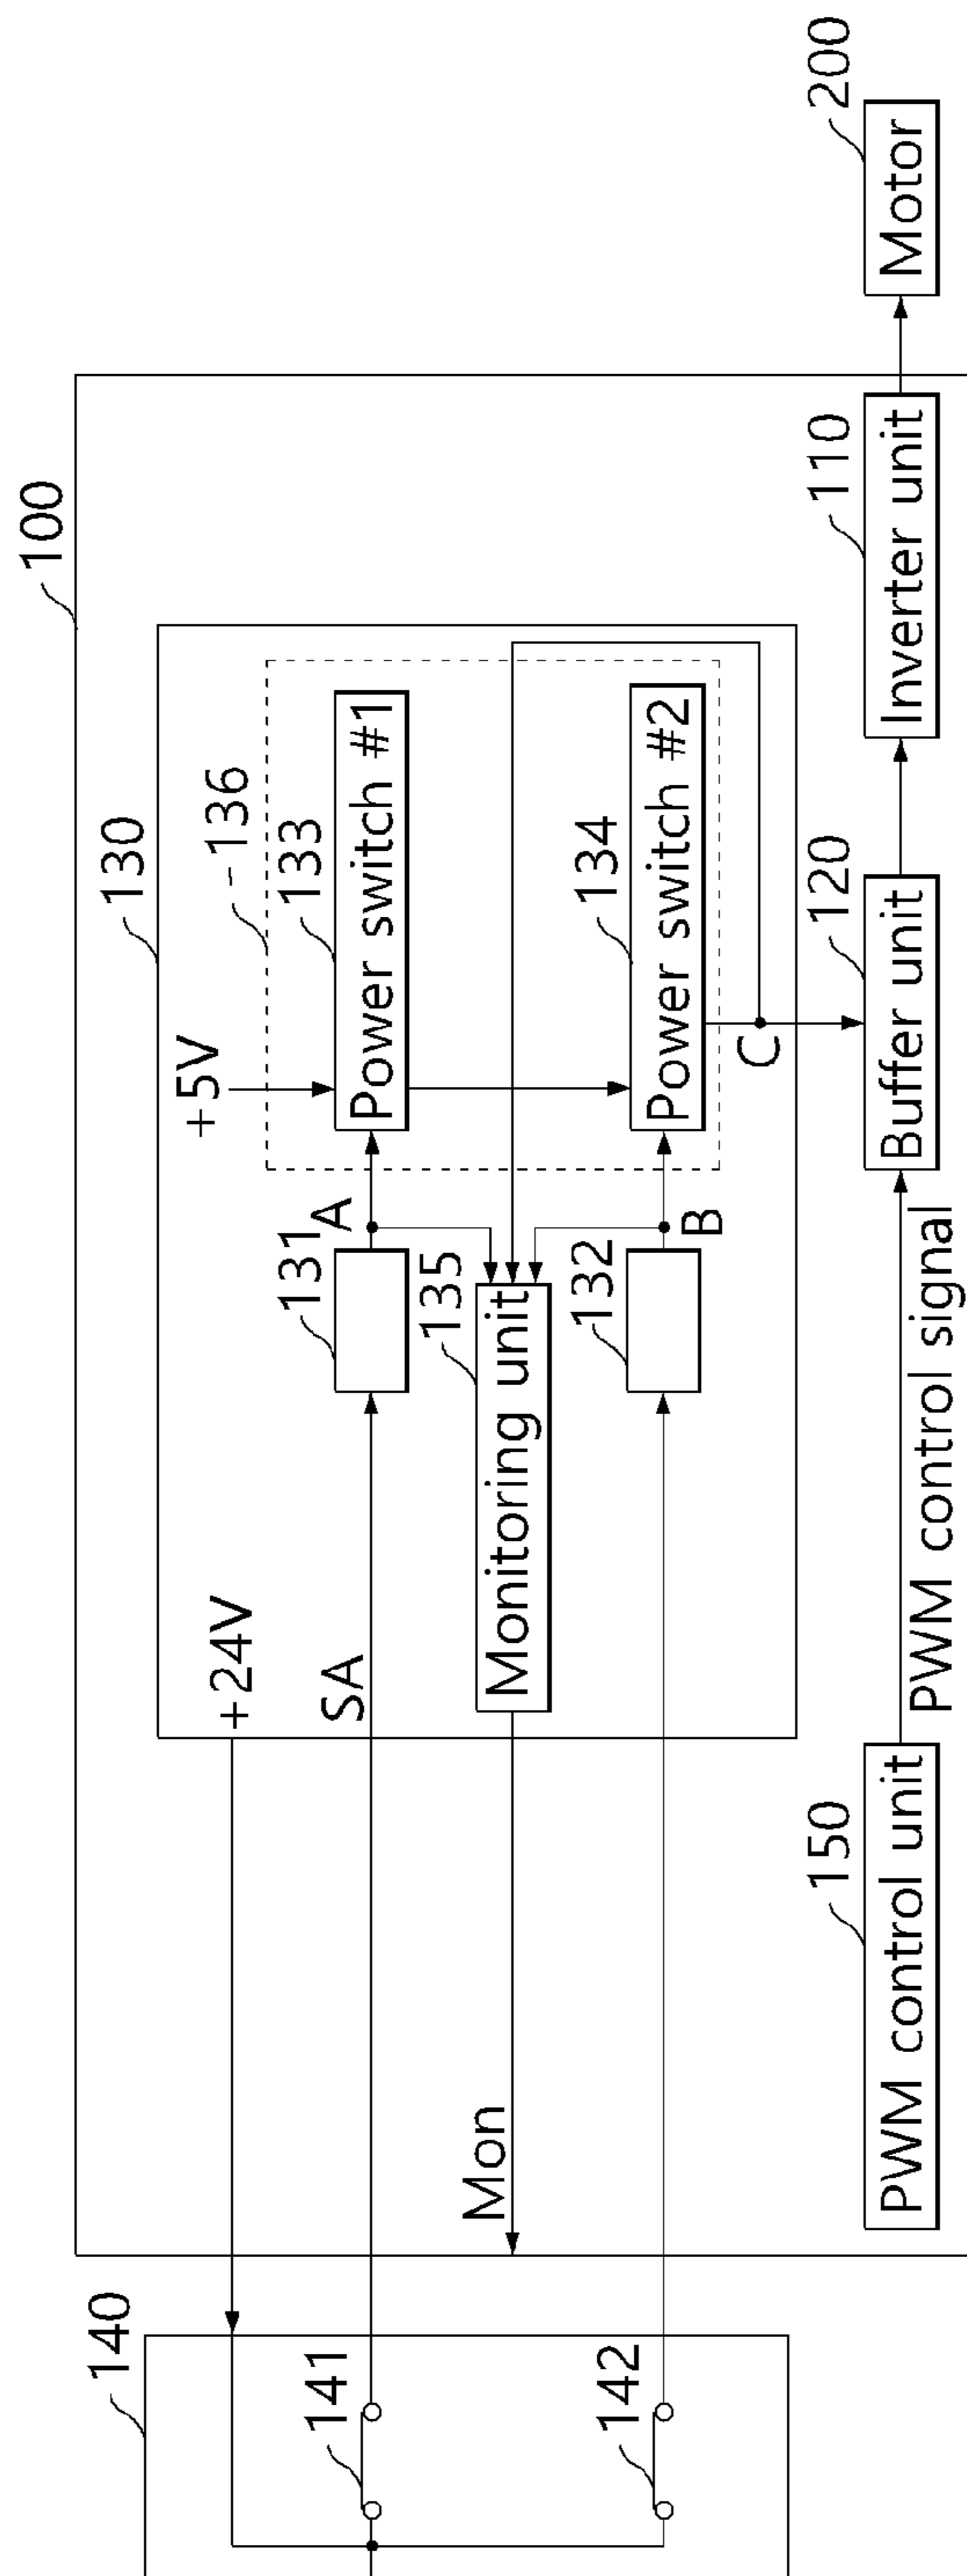 100
130
136
+5V
133
Power switch #1
134
Power switch #2
+24V
SA
131
A
135
Monitoring unit
132
B
C
Mon
140
141
142
150
PWM control unit
PWM control signal
120
Buffer unit
110
Inverter unit
200
Motor